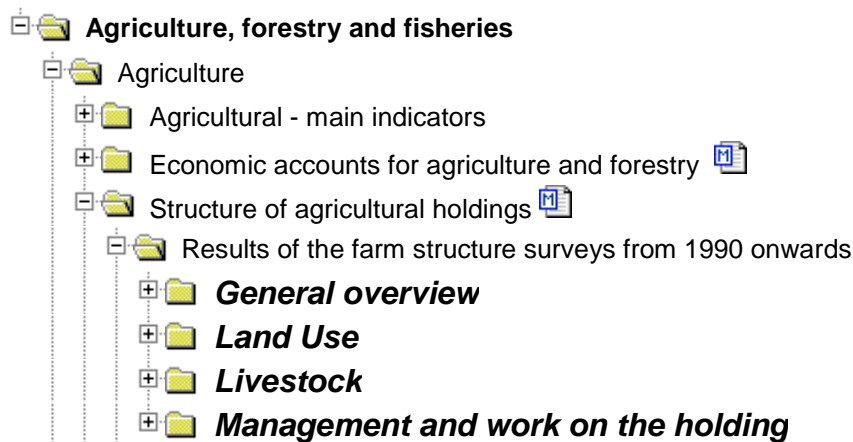 Agriculture, forestry and fisheries
Agriculture
Agricultural - main indicators
Economic accounts for agriculture and forestry M
Structure of agricultural holdings M
Results of the farm structure surveys from 1990 onwards
General overview
Land Use
Livestock
Management and work on the holding